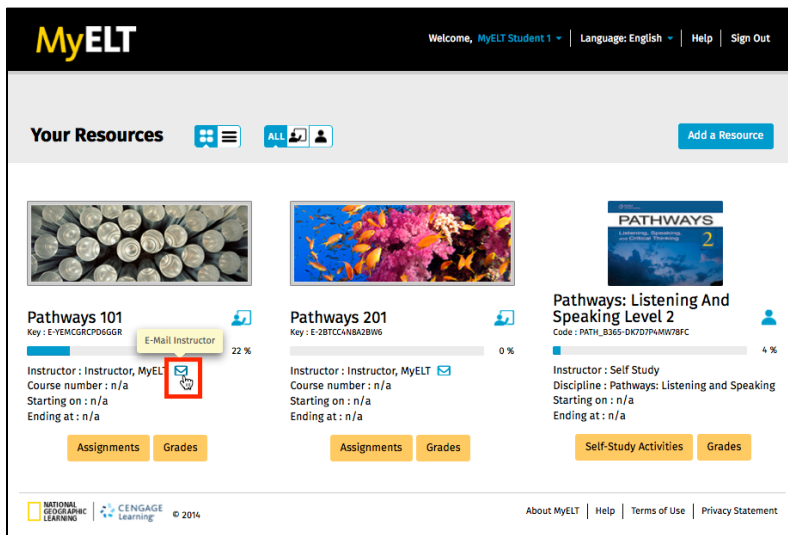 MyELT
Welcome, MyELT Student 1
Language: English
Help
Sign Out
Your Resources
ALL
Add a Resource
PATHWAYS
Listening, Speaking,
and Critical Thinking
2
Pathways 101
Key : E-YEMCGRCPD6GGR
E-Mail Instructor
22 %
Instructor : Instructor, MyELT
Course number : n/a
Starting on : n/a
Ending at : n/a
Assignments
Grades
Pathways 201
Key : E-2BTCC4N8A2BW6
0 %
Instructor : Instructor, MyELT
Course number : n/a
Starting on : n/a
Ending at : n/a
Assignments
Grades
Pathways: Listening And
Speaking Level 2
Code : PATH_B365-DK7D7P4MW78FC
4 %
Instructor : Self Study
Discipline : Pathways: Listening and Speaking
Starting on : n/a
Ending at : n/a
Self-Study Activities
Grades
NATIONAL
GEOGRAPHIC
LEARNING
CENGAGE
Learning
© 2014
About MyELT
Help
Terms of Use
Privacy Statement